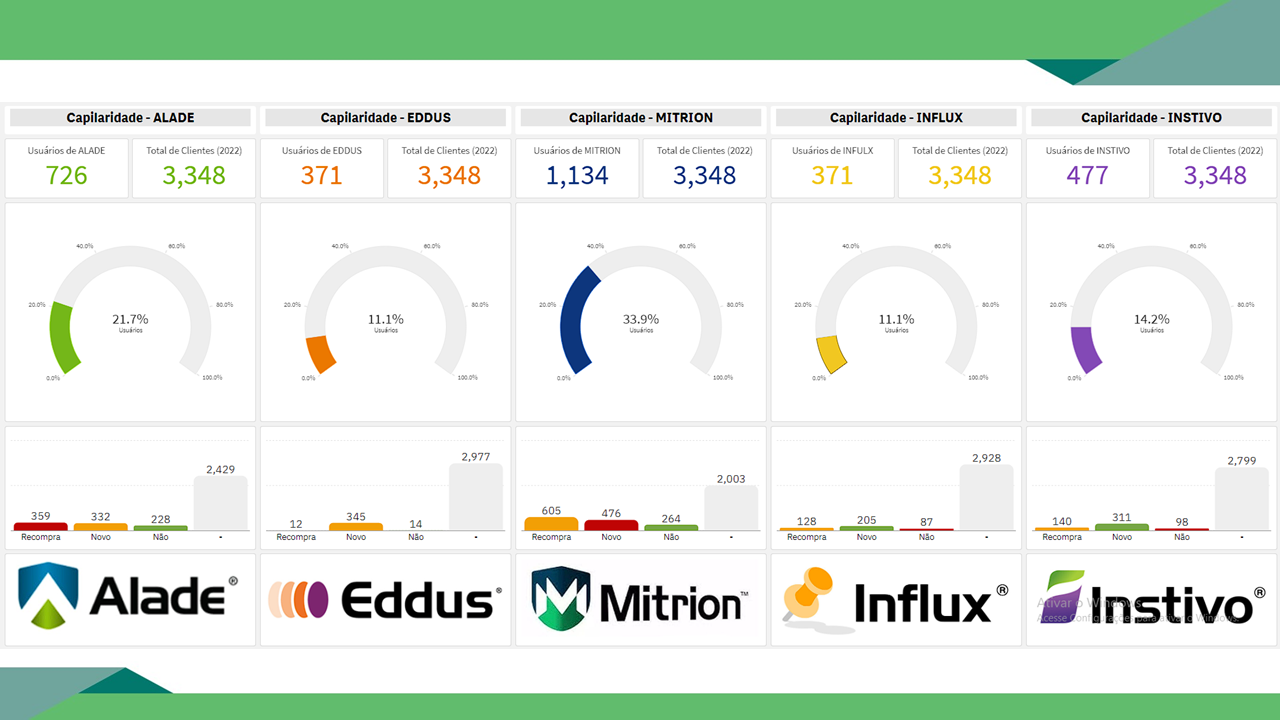 Capilaridade - ALADE
Usuários de ALADE
726
Total de Clientes (2022)
3,348
40.0%
60.0%
20.0%
80.0%
21.7%
Usuários
0.0%
100.0%
2,429
359
332
228
Recompra
Novo
Não
-
Alade®
Capilaridade - EDDUS
Usuários de EDDUS
371
Total de Clientes (2022)
3,348
40.0%
60.0%
20.0%
80.0%
11.1%
Usuários
0.0%
100.0%
2,977
12
345
14
Recompra
Novo
Não
-
Eddus®
Capilaridade - MITRION
Usuários de MITRION
1,134
Total de Clientes (2022)
3,348
40.0%
60.0%
20.0%
80.0%
33.9%
Usuários
0.0%
100.0%
2,003
605
476
264
Recompra
Novo
Não
-
Mitrion™
Capilaridade - INFLUX
Usuários de INFULX
371
Total de Clientes (2022)
3,348
40.0%
60.0%
20.0%
80.0%
11.1%
Usuários
0.0%
100.0%
2,928
128
205
87
Recompra
Novo
Não
-
Influx®
Capilaridade - INSTIVO
Usuários de INSTIVO
477
Total de Clientes (2022)
3,348
40.0%
60.0%
20.0%
80.0%
14.2%
Usuários
0.0%
100.0%
2,799
140
311
98
Recompra
Novo
Não
-
Instivo®
Ativar o Windows
Acesse Configurações para ativar o Windows.